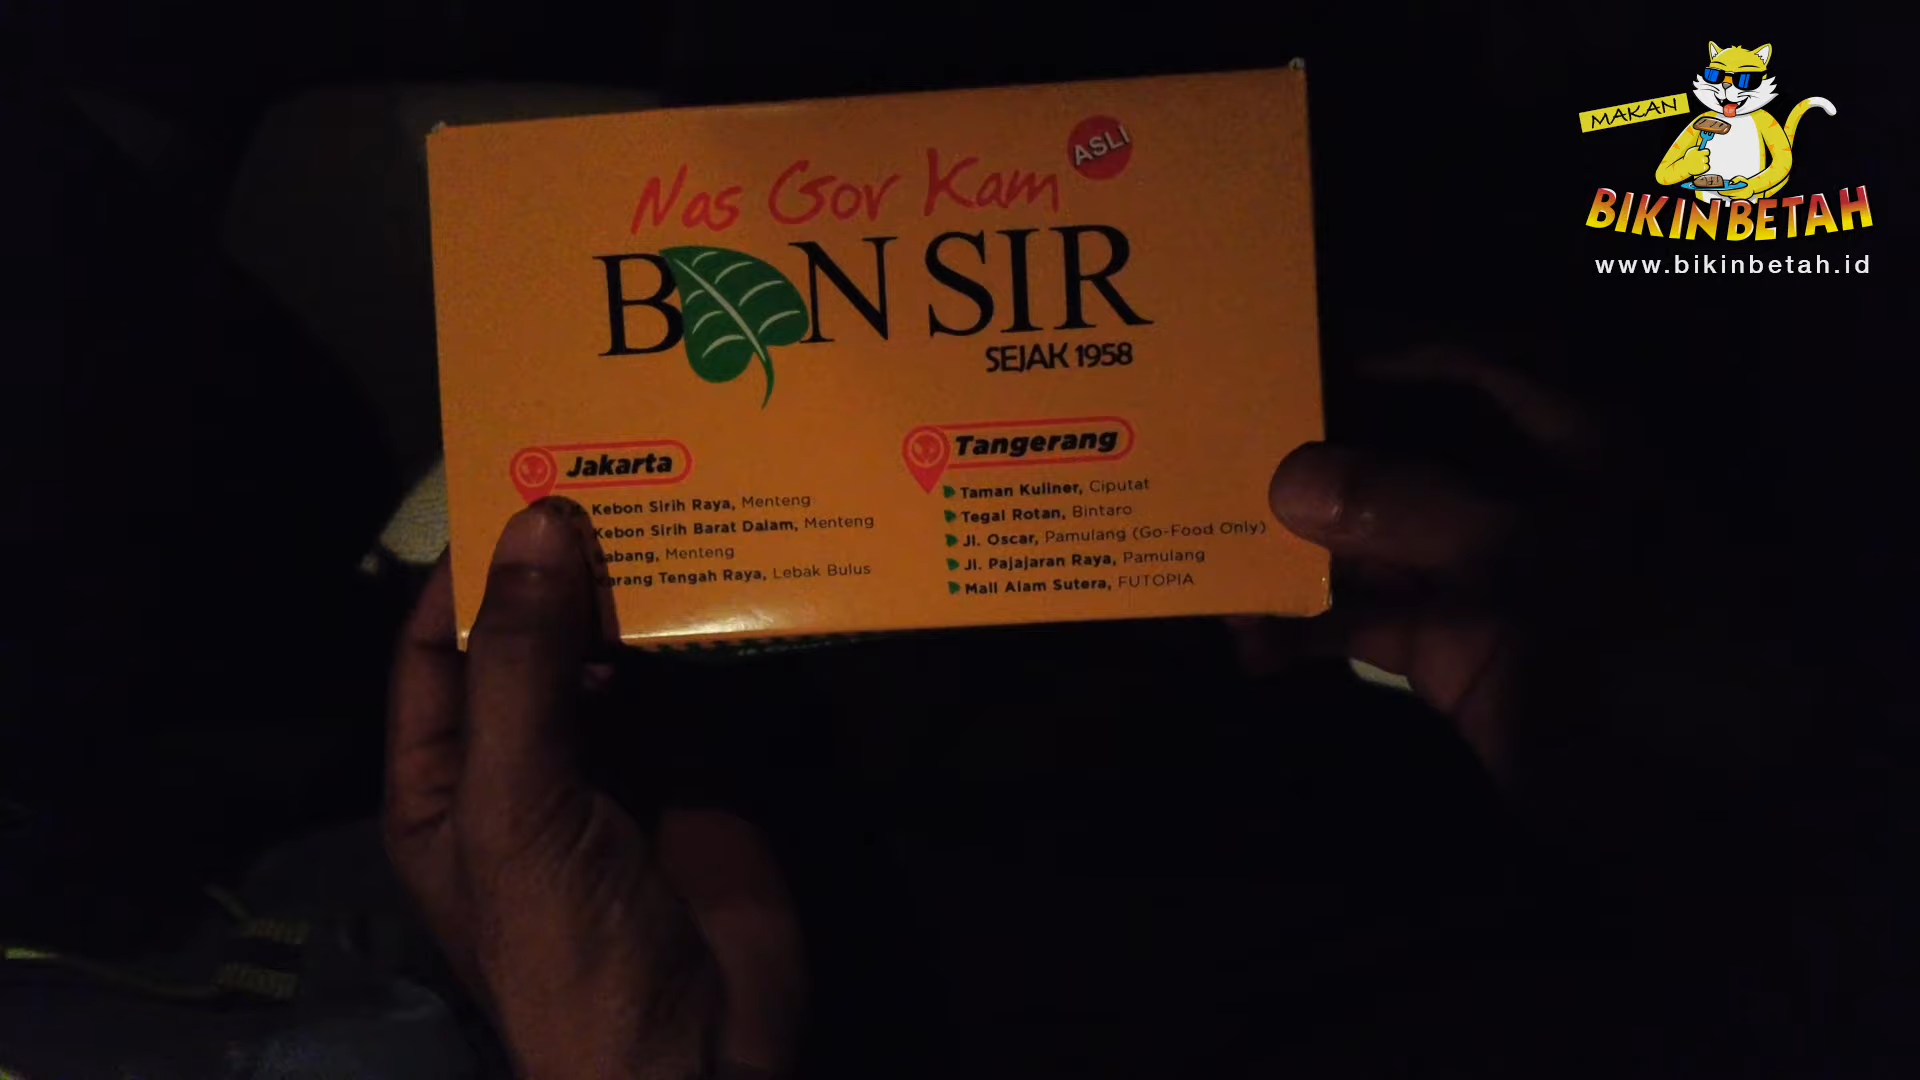 Nas Gor Kam ASLI
BON SIR
SEJAK 1958
Jakarta
Kebon Sirih Raya, Menteng
Kebon Sirih Barat Dalam, Menteng
abang, Menteng
arang Tengah Raya, Lebak Bulus
Tangerang
Taman Kuliner, Ciputat
Tegal Rotan, Bintaro
Jl. Oscar, Pamulang (Go-Food Only)
Jl. Pajajaran Raya, Pamulang
Mall Alam Sutera, FUTOPIA
MAKAN
BIKINBETAH
www.bikinbetah.id